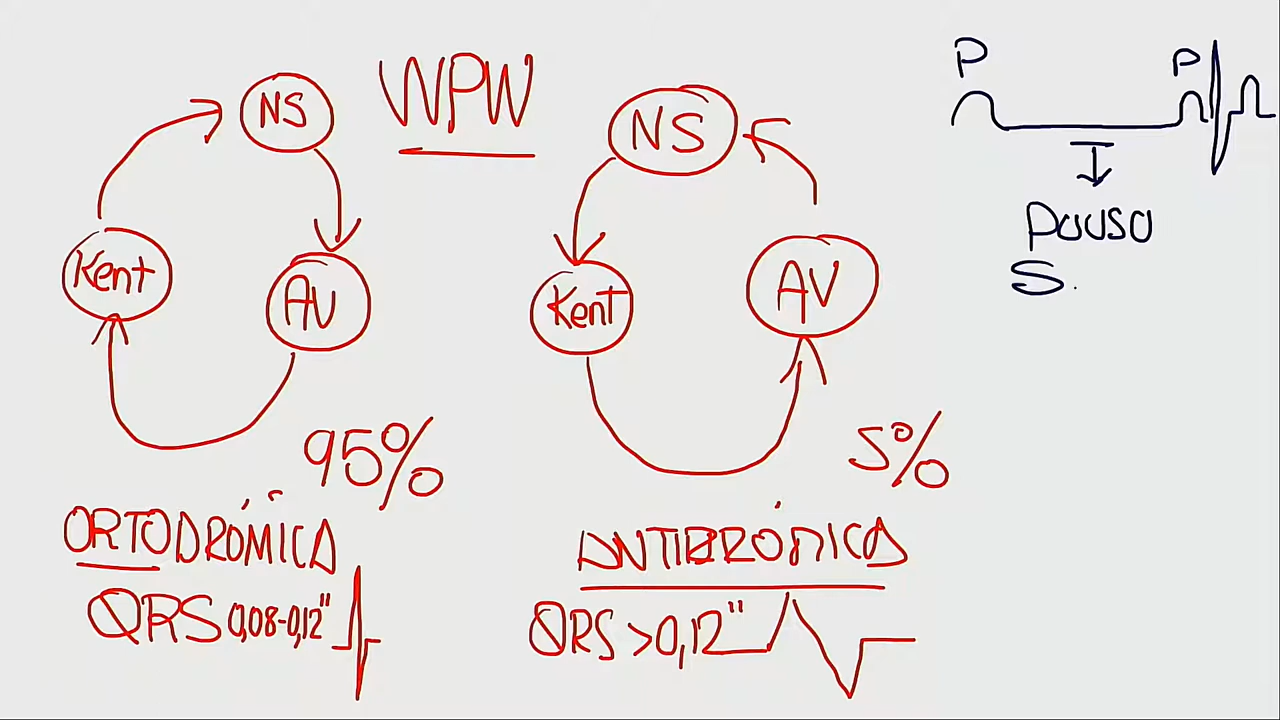 WPW
NS
Kent
AV
95%
ORTODRÓMICA
QRS 0,08-0,12"
NS
Kent
AV
5%
QRS >0,12"
P
P
Pausa
S.